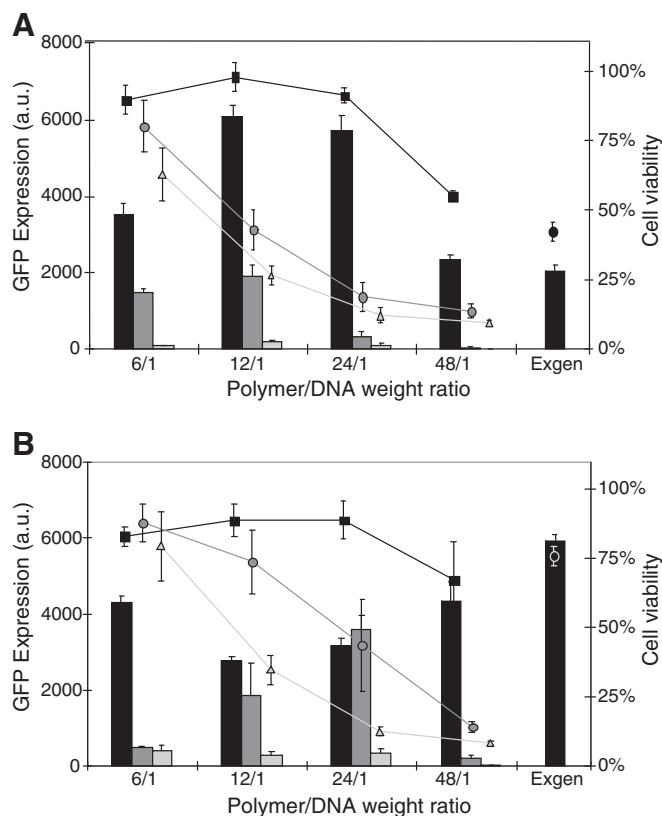 A
8000
6000
4000
2000
0
GFP Expression (a.u.)
100%
75%
50%
25%
0%
Cell viability
6/1 12/1 24/1 48/1 Exgen
Polymer/DNA weight ratio
B
8000
6000
4000
2000
0
GFP Expression (a.u.)
100%
75%
50%
25%
0%
Cell viability
6/1 12/1 24/1 48/1 Exgen
Polymer/DNA weight ratio